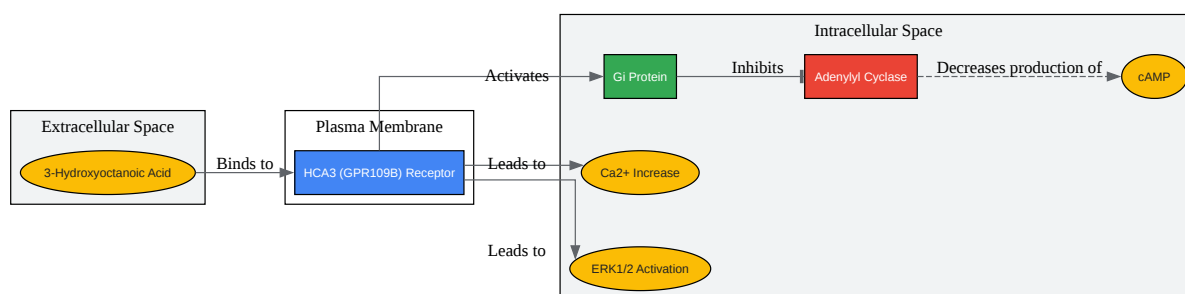 Intracellular Space
Activates
Gi Protein
Inhibits
Adenylyl Cyclase
Decreases production of
cAMP
Extracellular Space
Plasma Membrane
3-Hydroxyoctanoic Acid
Binds to
HCA3 (GPR109B) Receptor
Leads to
Ca2+ Increase
Leads to
ERK1/2 Activation